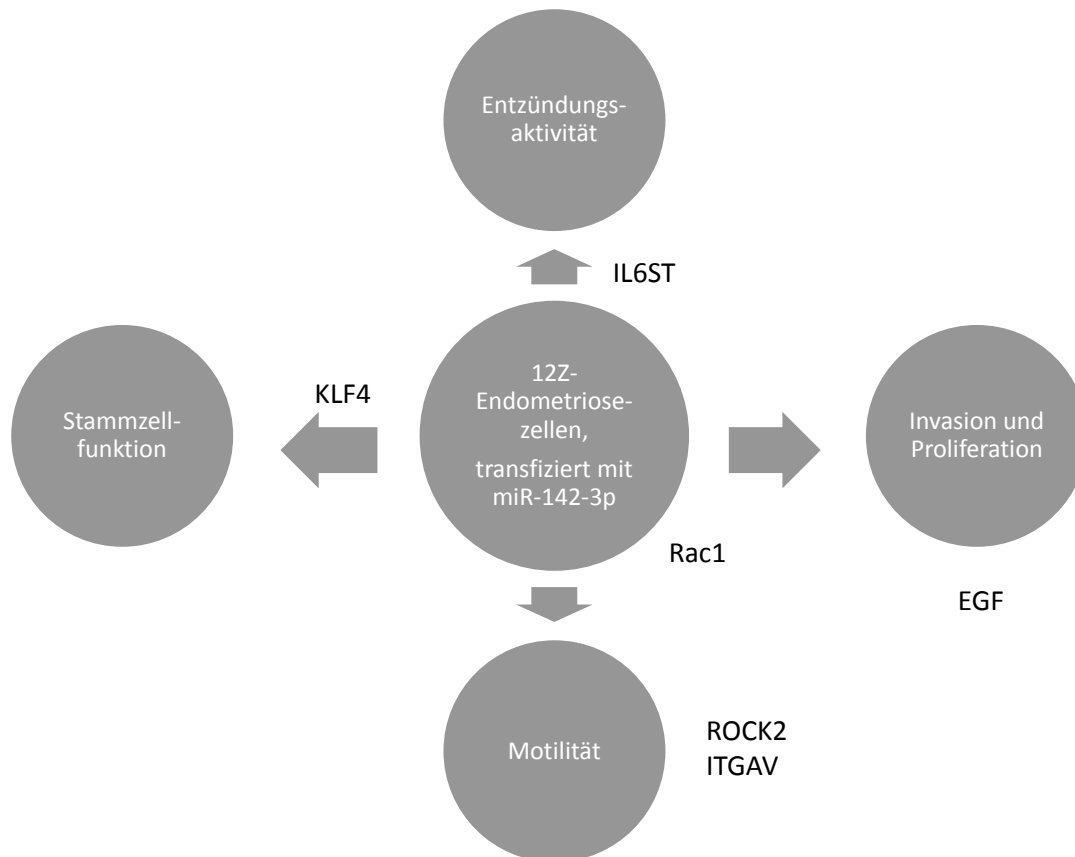 Entzündungs-
aktivität
IL6ST
KLF4
Stammzell-
funktion
12Z-
Endometriose-
zellen,
transfiziert mit
miR-142-3p
Invasion und
Proliferation
Rac1
EGF
Motilität
ROCK2
ITGAV